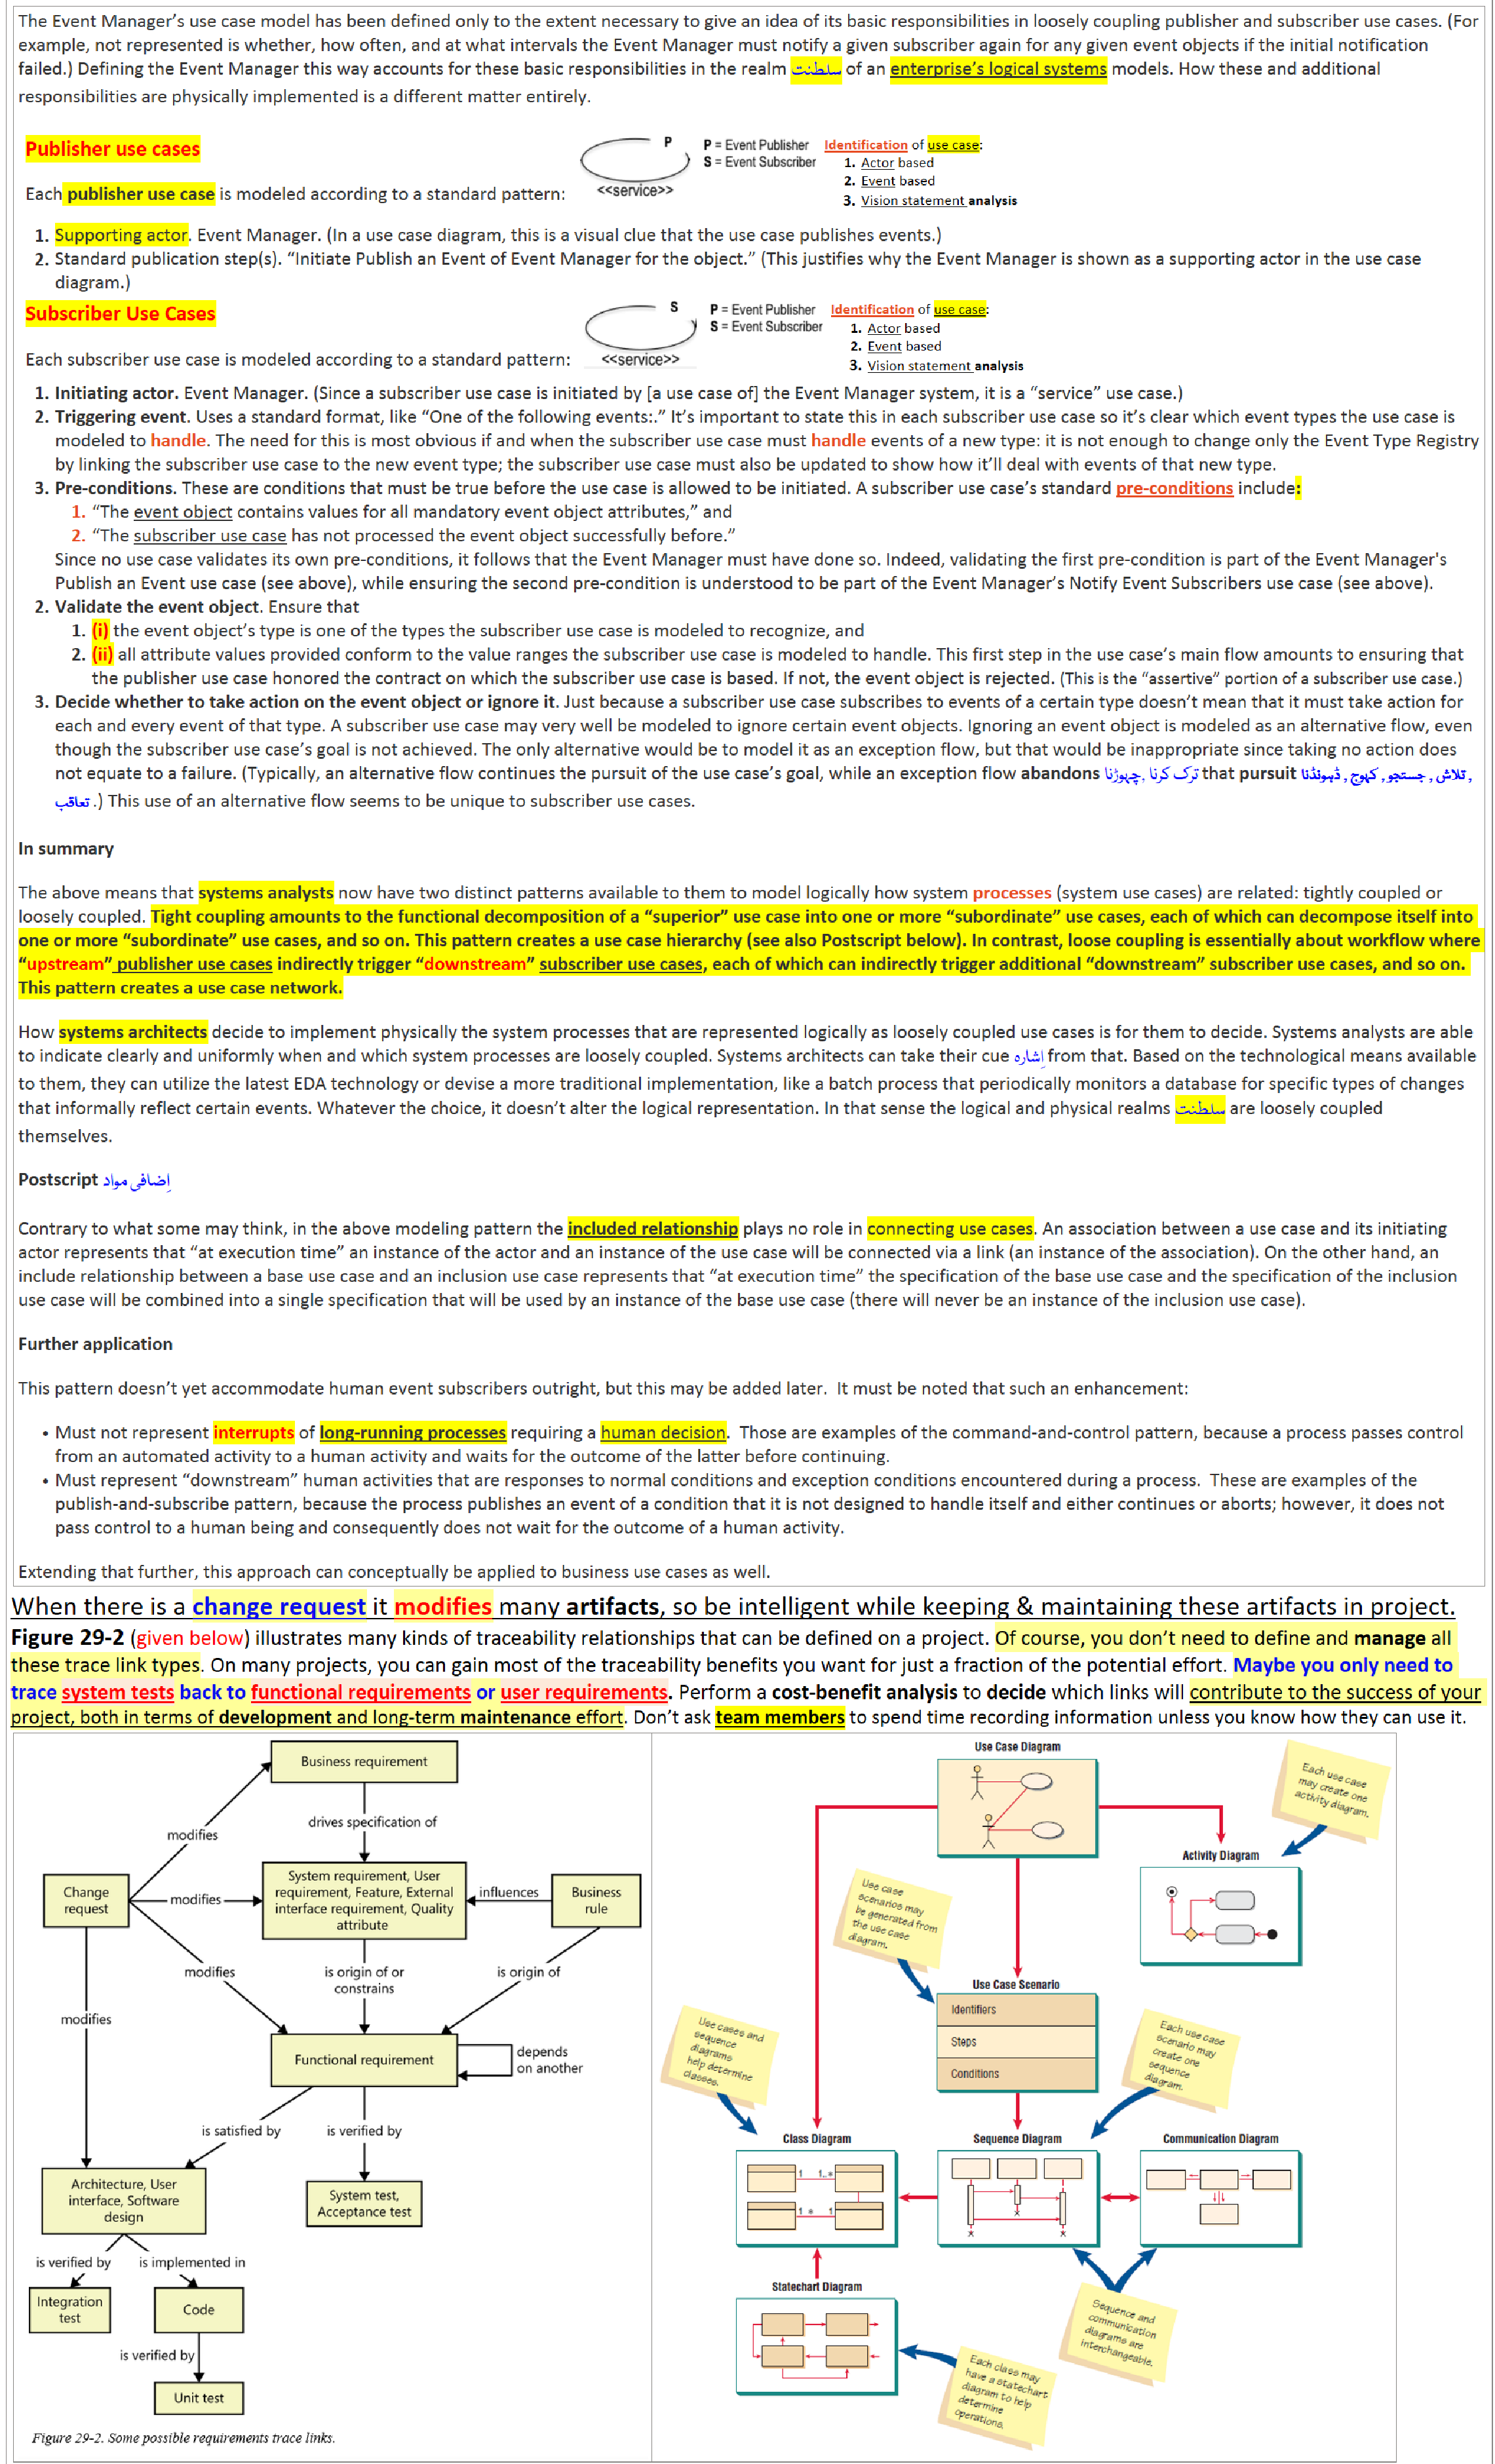 The Event Manager’s use case model has been defined only to the extent necessary to give an idea of its basic responsibilities in loosely coupling publisher and subscriber use cases. (For
example, not represented is whether, how often, and at what intervals the Event Manager must notify a given subscriber again for any given event objects if the initial notification
failed.) Defining the Event Manager this way accounts for these basic responsibilities in the realm سلطنت of an enterprise’s logical systems models. How these and additional
responsibilities are physically implemented is a different matter entirely.
Publisher use cases
P
P = Event Publisher
S = Event Subscriber
<<service>>
Identification of use case:
1. Actor based
2. Event based
3. Vision statement analysis
Each publisher use case is modeled according to a standard pattern:
1. Supporting actor. Event Manager. (In a use case diagram, this is a visual clue that the use case publishes events.)
2. Standard publication step(s). “Initiate Publish an Event of Event Manager for the object.” (This justifies why the Event Manager is shown as a supporting actor in the use case
diagram.)
Subscriber Use Cases
S
P = Event Publisher
S = Event Subscriber
<<service>>
Identification of use case:
1. Actor based
2. Event based
3. Vision statement analysis
Each subscriber use case is modeled according to a standard pattern:
1. Initiating actor. Event Manager. (Since a subscriber use case is initiated by [a use case of] the Event Manager system, it is a “service” use case.)
2. Triggering event. Uses a standard format, like “One of the following events:.” It’s important to state this in each subscriber use case so it’s clear which event types the use case is
modeled to handle. The need for this is most obvious if and when the subscriber use case must handle events of a new type: it is not enough to change only the Event Type Registry
by linking the subscriber use case to the new event type; the subscriber use case must also be updated to show how it’ll deal with events of that new type.
3. Pre-conditions. These are conditions that must be true before the use case is allowed to be initiated. A subscriber use case’s standard pre-conditions include:
1. “The event object contains values for all mandatory event object attributes,” and
2. “The subscriber use case has not processed the event object successfully before.”
Since no use case validates its own pre-conditions, it follows that the Event Manager must have done so. Indeed, validating the first pre-condition is part of the Event Manager's
Publish an Event use case (see above), while ensuring the second pre-condition is understood to be part of the Event Manager’s Notify Event Subscribers use case (see above).
2. Validate the event object. Ensure that
1. (i) the event object’s type is one of the types the subscriber use case is modeled to recognize, and
2. (ii) all attribute values provided conform to the value ranges the subscriber use case is modeled to handle. This first step in the use case’s main flow amounts to ensuring that
the publisher use case honored the contract on which the subscriber use case is based. If not, the event object is rejected. (This is the “assertive” portion of a subscriber use case.)
3. Decide whether to take action on the event object or ignore it. Just because a subscriber use case subscribes to events of a certain type doesn’t mean that it must take action for
each and every event of that type. A subscriber use case may very well be modeled to ignore certain event objects. Ignoring an event object is modeled as an alternative flow, even
though the subscriber use case’s goal is not achieved. The only alternative would be to model it as an exception flow, but that would be inappropriate since taking no action does
not equate to a failure. (Typically, an alternative flow continues the pursuit of the use case’s goal, while an exception flow abandons ترک کرنا, چہوڑنا that pursuit تلاش , جستجو , کہوج , ڈہونڈنا ,
تعاقب .) This use of an alternative flow seems to be unique to subscriber use cases.
In summary
The above means that systems analysts now have two distinct patterns available to them to model logically how system processes (system use cases) are related: tightly coupled or
loosely coupled. Tight coupling amounts to the functional decomposition of a “superior” use case into one or more “subordinate” use cases, each of which can decompose itself into
one or more “subordinate” use cases, and so on. This pattern creates a use case hierarchy (see also Postscript below). In contrast, loose coupling is essentially about workflow where
“upstream” publisher use cases indirectly trigger “downstream” subscriber use cases, each of which can indirectly trigger additional “downstream” subscriber use cases, and so on.
This pattern creates a use case network.
How systems architects decide to implement physically the system processes that are represented logically as loosely coupled use cases is for them to decide. Systems analysts are able
to indicate clearly and uniformly when and which system processes are loosely coupled. Systems architects can take their cue اِشارہ from that. Based on the technological means available
to them, they can utilize the latest EDA technology or devise a more traditional implementation, like a batch process that periodically monitors a database for specific types of changes
that informally reflect certain events. Whatever the choice, it doesn’t alter the logical representation. In that sense the logical and physical realms سلطنت are loosely coupled
themselves.
Postscript اِضافی مواد
Contrary to what some may think, in the above modeling pattern the included relationship plays no role in connecting use cases. An association between a use case and its initiating
actor represents that “at execution time” an instance of the actor and an instance of the use case will be connected via a link (an instance of the association). On the other hand, an
include relationship between a base use case and an inclusion use case represents that “at execution time” the specification of the base use case and the specification of the inclusion
use case will be combined into a single specification that will be used by an instance of the base use case (there will never be an instance of the inclusion use case).
Further application
This pattern doesn’t yet accommodate human event subscribers outright, but this may be added later. It must be noted that such an enhancement:
• Must not represent interrupts of long-running processes requiring a human decision. Those are examples of the command-and-control pattern, because a process passes control
from an automated activity to a human activity and waits for the outcome of the latter before continuing.
• Must represent “downstream” human activities that are responses to normal conditions and exception conditions encountered during a process. These are examples of the
publish-and-subscribe pattern, because the process publishes an event of a condition that it is not designed to handle itself and either continues or aborts; however, it does not
pass control to a human being and consequently does not wait for the outcome of a human activity.
Extending that further, this approach can conceptually be applied to business use cases as well.
When there is a change request it modifies many artifacts, so be intelligent while keeping & maintaining these artifacts in project.
Figure 29-2 (given below) illustrates many kinds of traceability relationships that can be defined on a project. Of course, you don’t need to define and manage all
these trace link types. On many projects, you can gain most of the traceability benefits you want for just a fraction of the potential effort. Maybe you only need to
trace system tests back to functional requirements or user requirements. Perform a cost-benefit analysis to decide which links will contribute to the success of your
project, both in terms of development and long-term maintenance effort. Don’t ask team members to spend time recording information unless you know how they can use it.
Business requirement
modifies
drives specification of
Change
request
modifies
System requirement, User
requirement, Feature, External
interface requirement, Quality
attribute
influences
Business
rule
modifies
is origin of or
constrains
is origin of
modifies
Functional requirement
depends
on another
is satisfied by
is verified by
Architecture, User
interface, Software
design
System test,
Acceptance test
is verified by
is implemented in
Integration
test
Code
is verified by
Unit test
Figure 29-2. Some possible requirements trace links.
Use Case Diagram
Each use case
may create one
activity diagram.
Activity Diagram
Use case
scenarios may
be generated from
the use case
diagram.
Use Case Scenario
Identifiers
Steps
Conditions
Use cases and
sequence
diagrams
help determine
classes.
Each use case
scenario may
create one
sequence
diagram.
Class Diagram
1 1..*
1 * 1
Sequence Diagram
Communication Diagram
Statechart Diagram
Sequence and
communication
diagrams are
interchangeable.
Each class may
have a statechart
diagram to help
determine
operations.